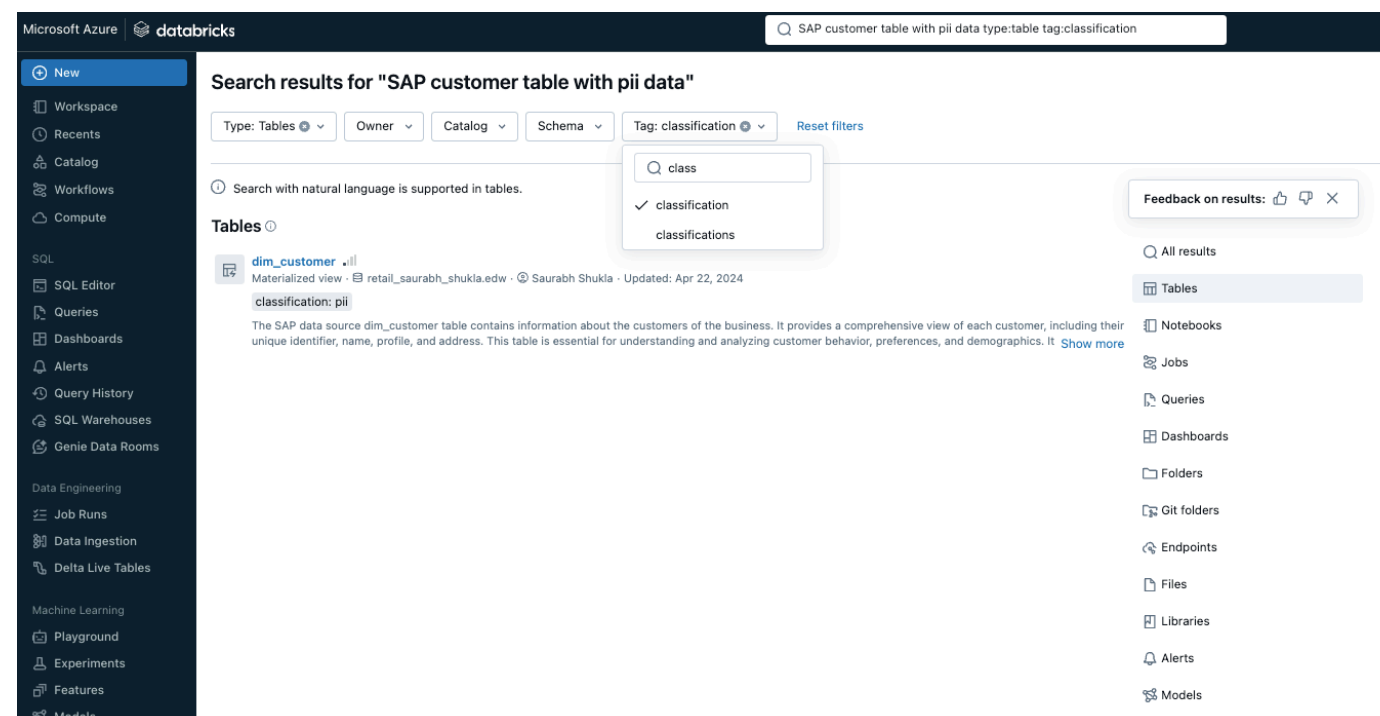 Microsoft Azure databricks
SAP customer table with pii data type:table tag:classification
New
Workspace
Recents
Catalog
Workflows
Compute
SQL
SQL Editor
Queries
Dashboards
Alerts
Query History
SQL Warehouses
Genie Data Rooms
Data Engineering
Job Runs
Data Ingestion
Delta Live Tables
Machine Learning
Playground
Experiments
Features
Models
Search results for "SAP customer table with pii data"
Type: Tables Owner Catalog Schema Tag: classification Reset filters
class
classification
classifications
Search with natural language is supported in tables.
Tables
dim_customer
Materialized view · retail_saurabh_shukla.edw · Saurabh Shukla · Updated: Apr 22, 2024
classification: pii
The SAP data source dim_customer table contains information about the customers of the business. It provides a comprehensive view of each customer, including their
unique identifier, name, profile, and address. This table is essential for understanding and analyzing customer behavior, preferences, and demographics. It Show more
Feedback on results:
All results
Tables
Notebooks
Jobs
Queries
Dashboards
Folders
Git folders
Endpoints
Files
Libraries
Alerts
Models